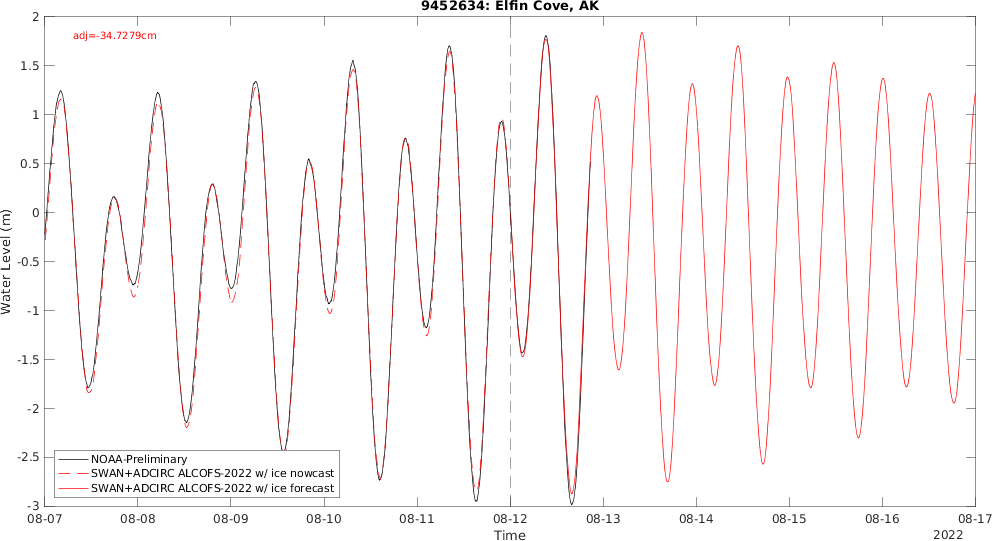 9452634: Elfin Cove, AK
adj=-34.7279cm
2
1.5
1
0.5
0
-0.5
-1
-1.5
-2
-2.5
-3
Water Level (m)
NOAA-Preliminary
SWAN+ADCIRC ALCOFS-2022 w/ ice nowcast
SWAN+ADCIRC ALCOFS-2022 w/ ice forecast
08-07 08-08 08-09 08-10 08-11 08-12 08-13 08-14 08-15 08-16 08-17
Time
2022